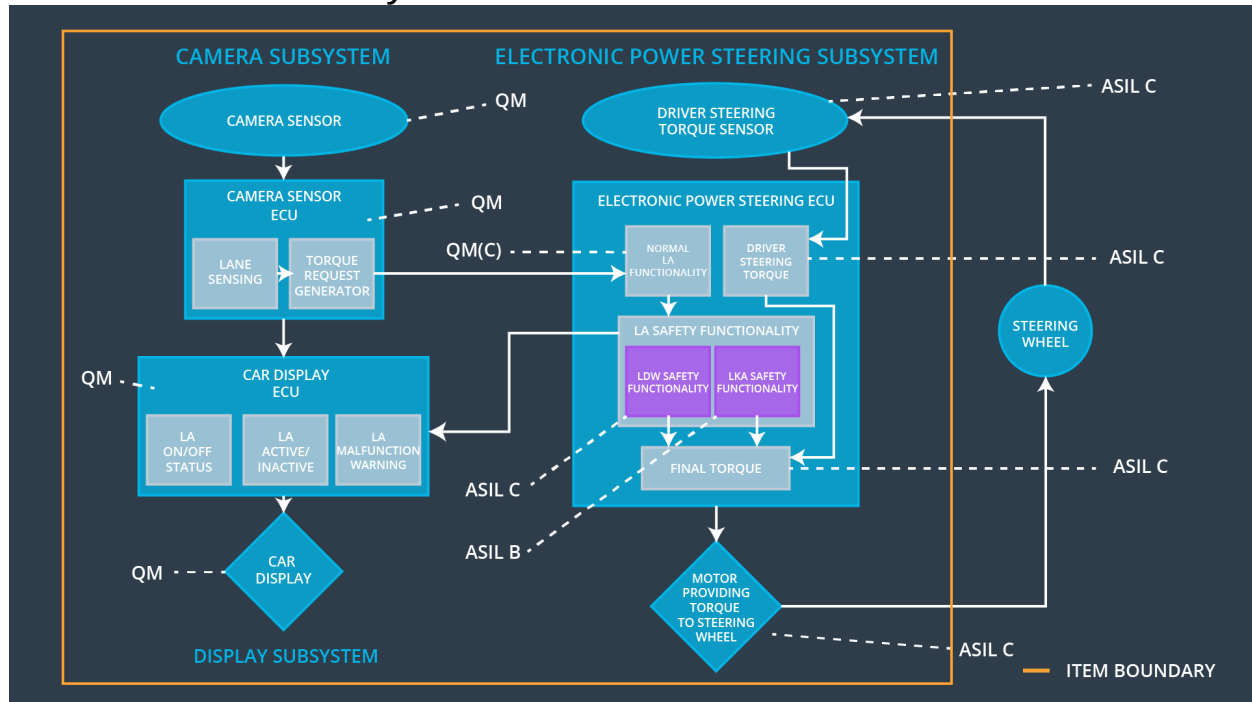 CAMERA SUBSYSTEM
ELECTRONIC POWER STEERING SUBSYSTEM
CAMERA SENSOR
QM
DRIVER STEERING
TORQUE SENSOR
ASIL C
CAMERA SENSOR
ECU
QM
LANE
SENSING
TORQUE
REQUEST
GENERATOR
ELECTRONIC POWER STEERING ECU
QM(C)
NORMAL
LA
FUNCTIONALITY
DRIVER
STEERING
TORQUE
ASIL C
LA SAFETY FUNCTIONALITY
LDW SAFETY
FUNCTIONALITY
LKA SAFETY
FUNCTIONALITY
STEERING
WHEEL
QM
CAR DISPLAY
ECU
LA
ON/OFF
STATUS
LA
ACTIVE/
INACTIVE
LA
MALFUNCTION
WARNING
FINAL TORQUE
ASIL C
ASIL C
ASIL B
QM
CAR
DISPLAY
MOTOR
PROVIDING
TORQUE
TO STEERING
WHEEL
ASIL C
DISPLAY SUBSYSTEM
ITEM BOUNDARY